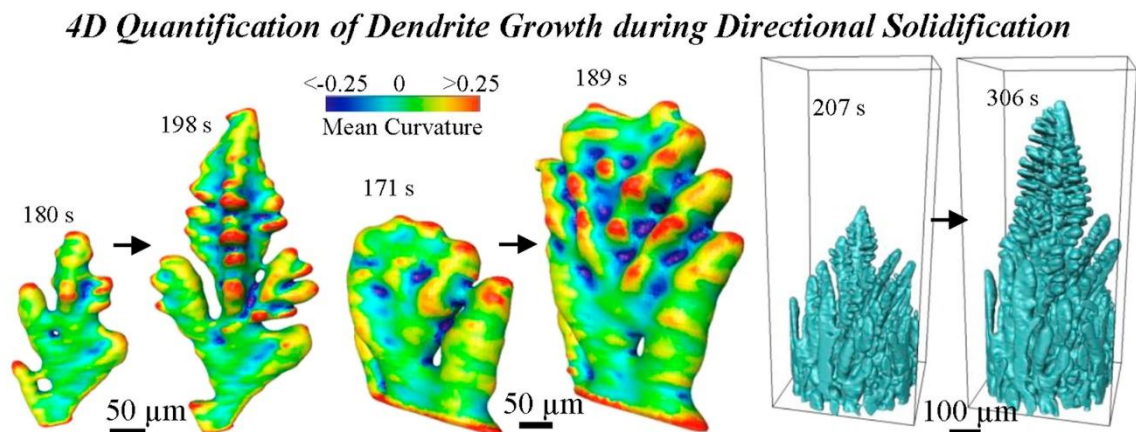 4D Quantification of Dendrite Growth during Directional Solidification
<-0.25 0 >0.25
Mean Curvature
180 s
198 s
171 s
189 s
207 s
306 s
50 µm
50 µm
100 µm